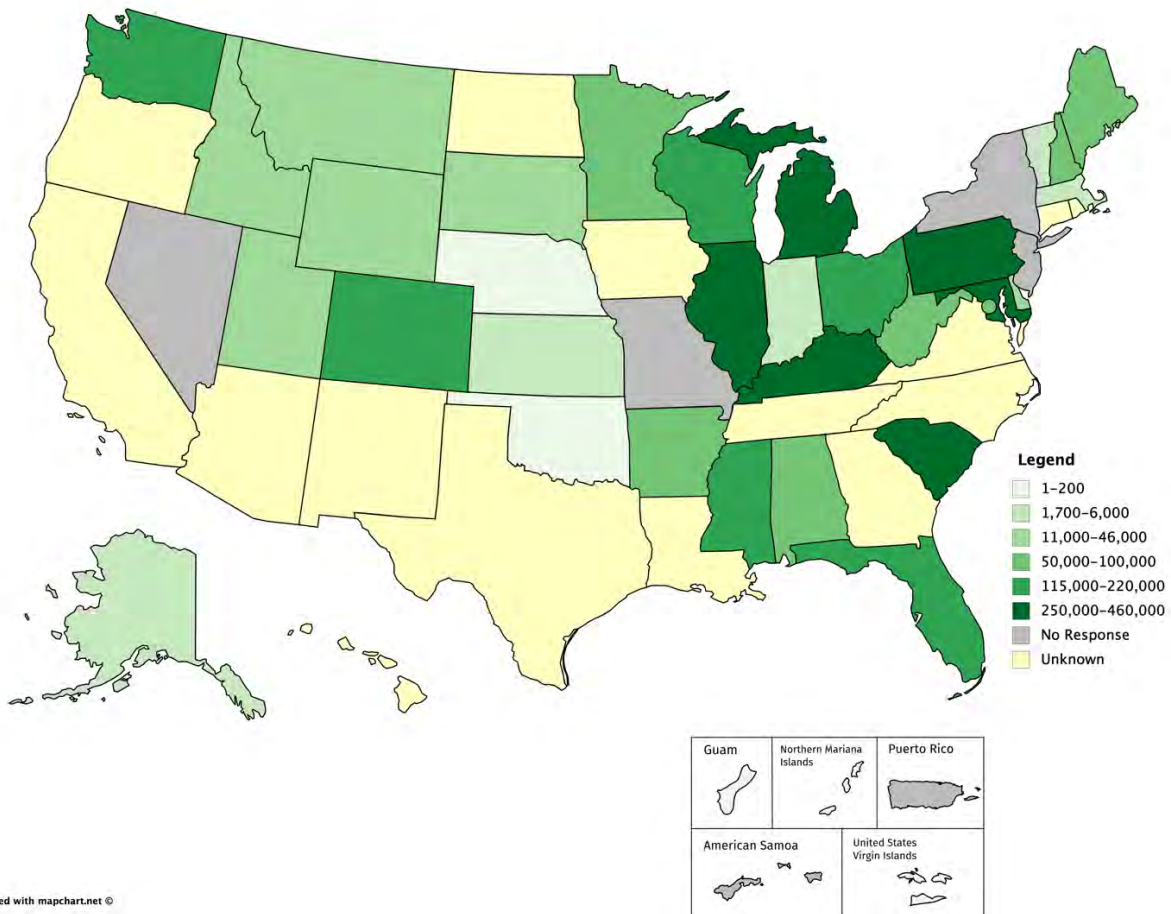 Legend
1–200
1,700–6,000
11,000–46,000
50,000–100,000
115,000–220,000
250,000–460,000
No Response
Unknown
Guam
Northern Mariana
Islands
Puerto Rico
American Samoa
United States
Virgin Islands
ed with mapchart.net ©